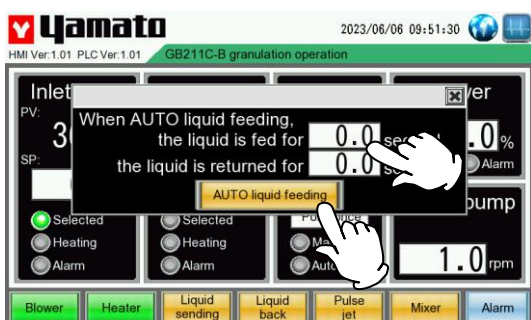 Yamato
2023/06/06 09:51:30
HMI Ver:1.01 PLC Ver:1.01
GB211C-B granulation operation
Inlet
PV:
SP:
When AUTO liquid feeding,
the liquid is fed for 0.0
the liquid is returned for 0.0
AUTO liquid feeding
.0 %
Alarm
1.0 rpm
Selected
Heating
Alarm
Selected
Heating
Alarm
Blower
Heater
Liquid
sending
Liquid
back
Pulse
jet
Mixer
Alarm